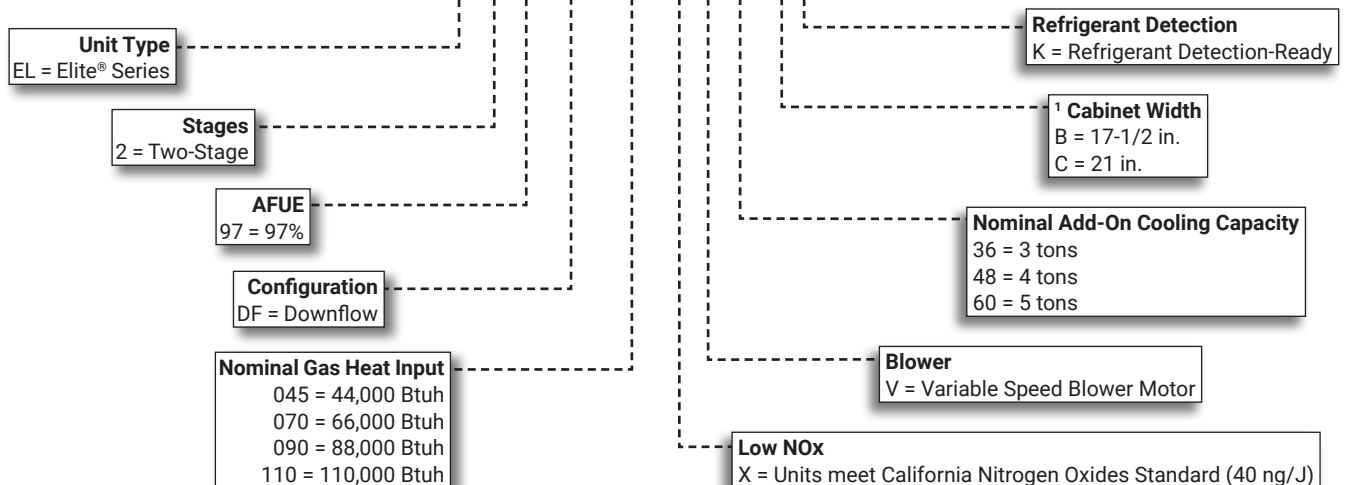 Unit Type
EL = Elite® Series
Stages
2 = Two-Stage
AFUE
97 = 97%
Configuration
DF = Downflow
Nominal Gas Heat Input
045 = 44,000 Btuh
070 = 66,000 Btuh
090 = 88,000 Btuh
110 = 110,000 Btuh
Refrigerant Detection
K = Refrigerant Detection-Ready
¹ Cabinet Width
B = 17-1/2 in.
C = 21 in.
Nominal Add-On Cooling Capacity
36 = 3 tons
48 = 4 tons
60 = 5 tons
Blower
V = Variable Speed Blower Motor
Low NOx
X = Units meet California Nitrogen Oxides Standard (40 ng/J)